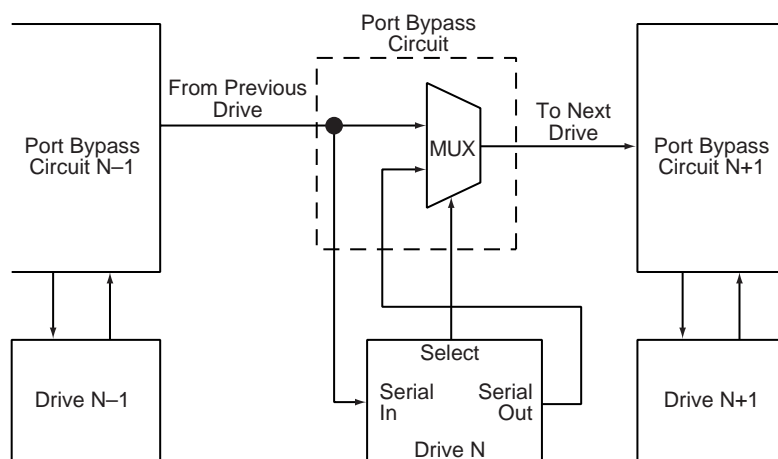 Port Bypass
Circuit
From Previous
Drive
To Next
Drive
Port Bypass
Circuit N–1
MUX
Port Bypass
Circuit N+1
Select
Drive N–1
Serial
In
Serial
Out
Drive N
Drive N+1